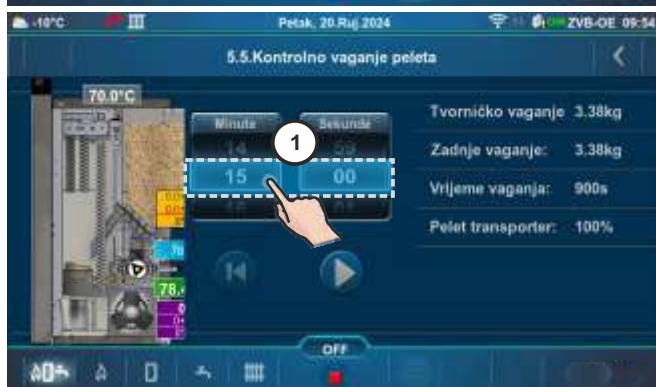 -10°C
Petak, 20.Ruj 2024
ZVB-OE 09:54
5.5.Kontrolno vaganje peleta
70.0°C
Minute
Sekunde
1
14
59
15
00
Tvorničko vaganje 3.38kg
Zadnje vaganje: 3.38kg
Vrijeme vaganja: 900s
Pelet transporter: 100%
78
78,
OFF